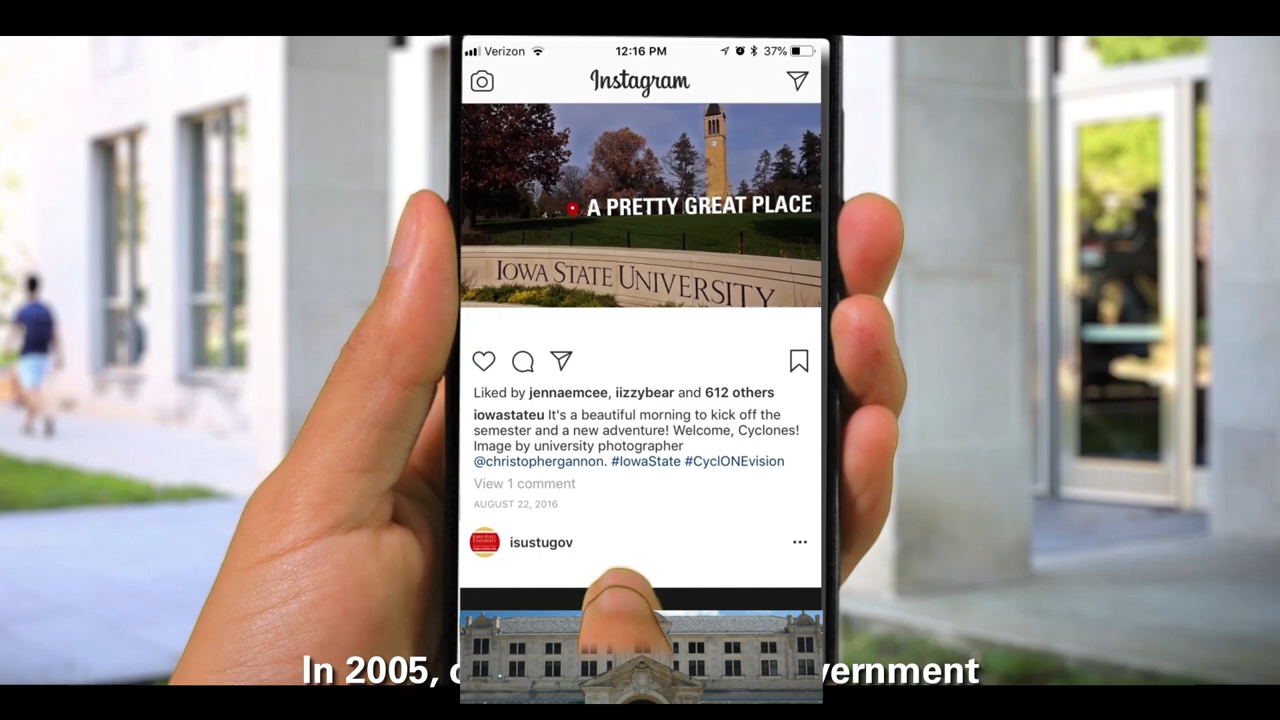 Verizon 12:16 PM 37%
Instagram
A PRETTY GREAT PLACE
IOWA STATE UNIVERSITY
Liked by jennaemcee, iizzybear and 612 others
iowastateu It's a beautiful morning to kick off the
semester and a new adventure! Welcome, Cyclones!
Image by university photographer
@christophergannon. #IowaState #CyclONEvision
View 1 comment
AUGUST 22, 2016
isustugov
In 2005,